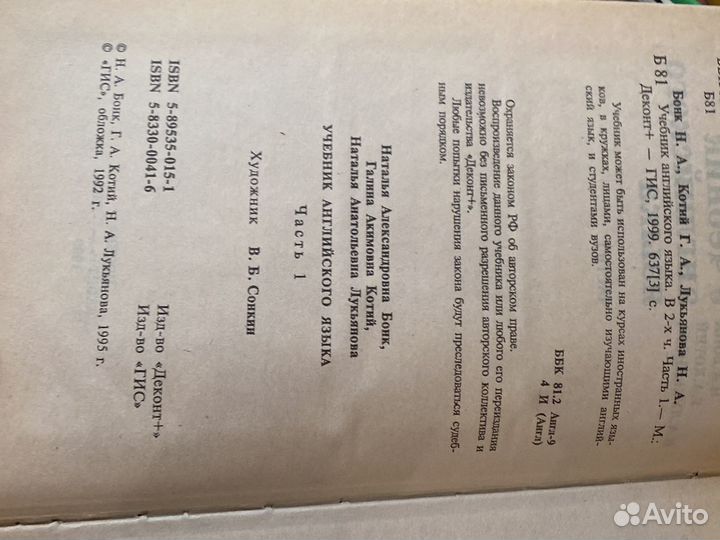 Б81
Бонк Н. А., Котий Г. А., Лукьянова Н. А.
Б 81 Учебник английского языка. В 2-х ч. Часть 1.— М.:
Деконт+ — ГИС, 1999. 637[3] с.
Учебник может быть использован на курсах иностранных язы-
ков, в кружках, лицами, самостоятельно изучающими англий-
ский язык, и студентами вузов.
ББК 81.2 Англ-9
4 И (Англ)
Охраняется законом РФ об авторском праве.
Воспроизведение данного учебника или любого его переиздания
невозможно без письменного разрешения авторского коллектива и
издательства «Деконт+».
Любые попытки нарушения закона будут преследоваться судеб-
ным порядком.
Наталья Александровна Бонк,
Галина Акимовна Котий,
Наталья Анатольевна Лукьянова
УЧЕБНИК АНГЛИЙСКОГО ЯЗЫКА
Часть 1
Художник В. Б. Сонкин
ISBN 5-89535-015-1 Изд-во «Деконт+»
ISBN 5-8330-0041-6 Изд-во «ГИС»
© Н. А. Бонк, Г. А. Котий, Н. А. Лукьянова, 1995 г.
© «ГИС», обложка, 1992 г.
Avito